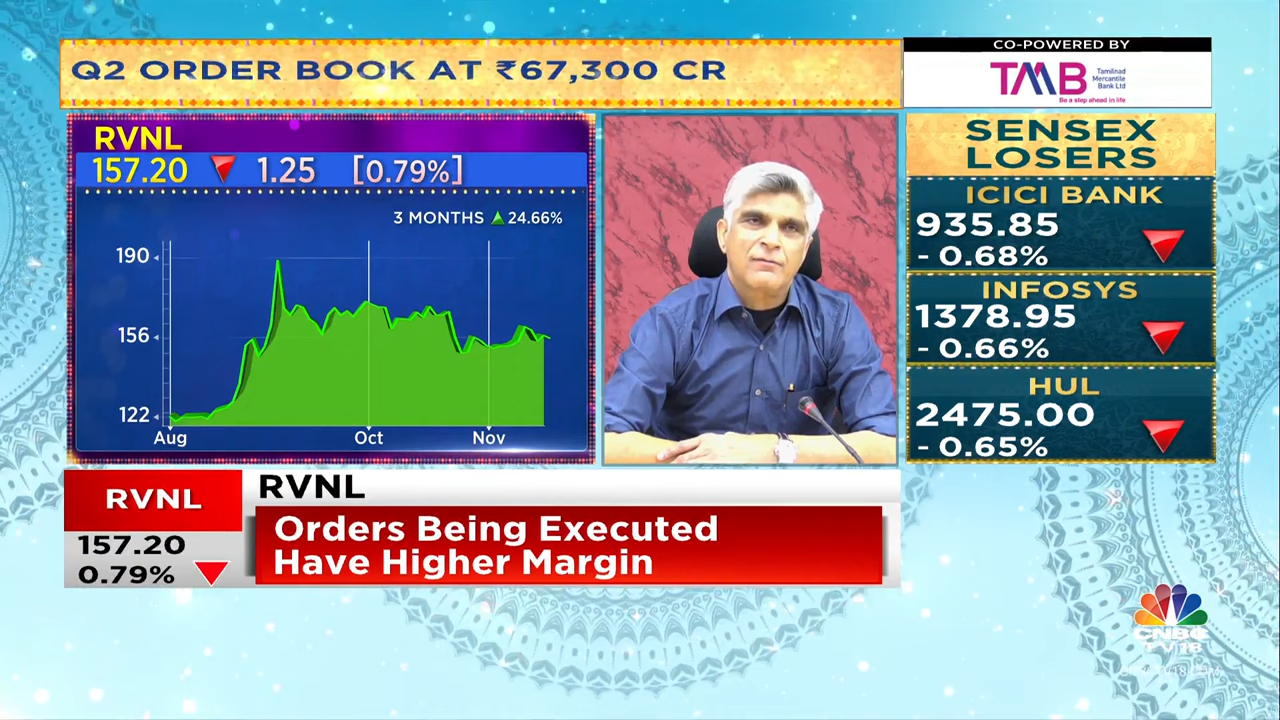 Q2 ORDER BOOK AT ₹67,300 CR
CO-POWERED BY
TMB
Tamilnad
Mercantile
Bank Ltd
Be a step ahead in life
RVNL
157.20 1.25 [0.79%]
3 MONTHS 24.66%
190
156
122
Aug Oct Nov
SENSEX
LOSERS
ICICI BANK
935.85
- 0.68%
INFOSYS
1378.95
- 0.66%
HUL
2475.00
- 0.65%
RVNL
157.20
0.79%
RVNL
Orders Being Executed
Have Higher Margin
CNBC
TV18